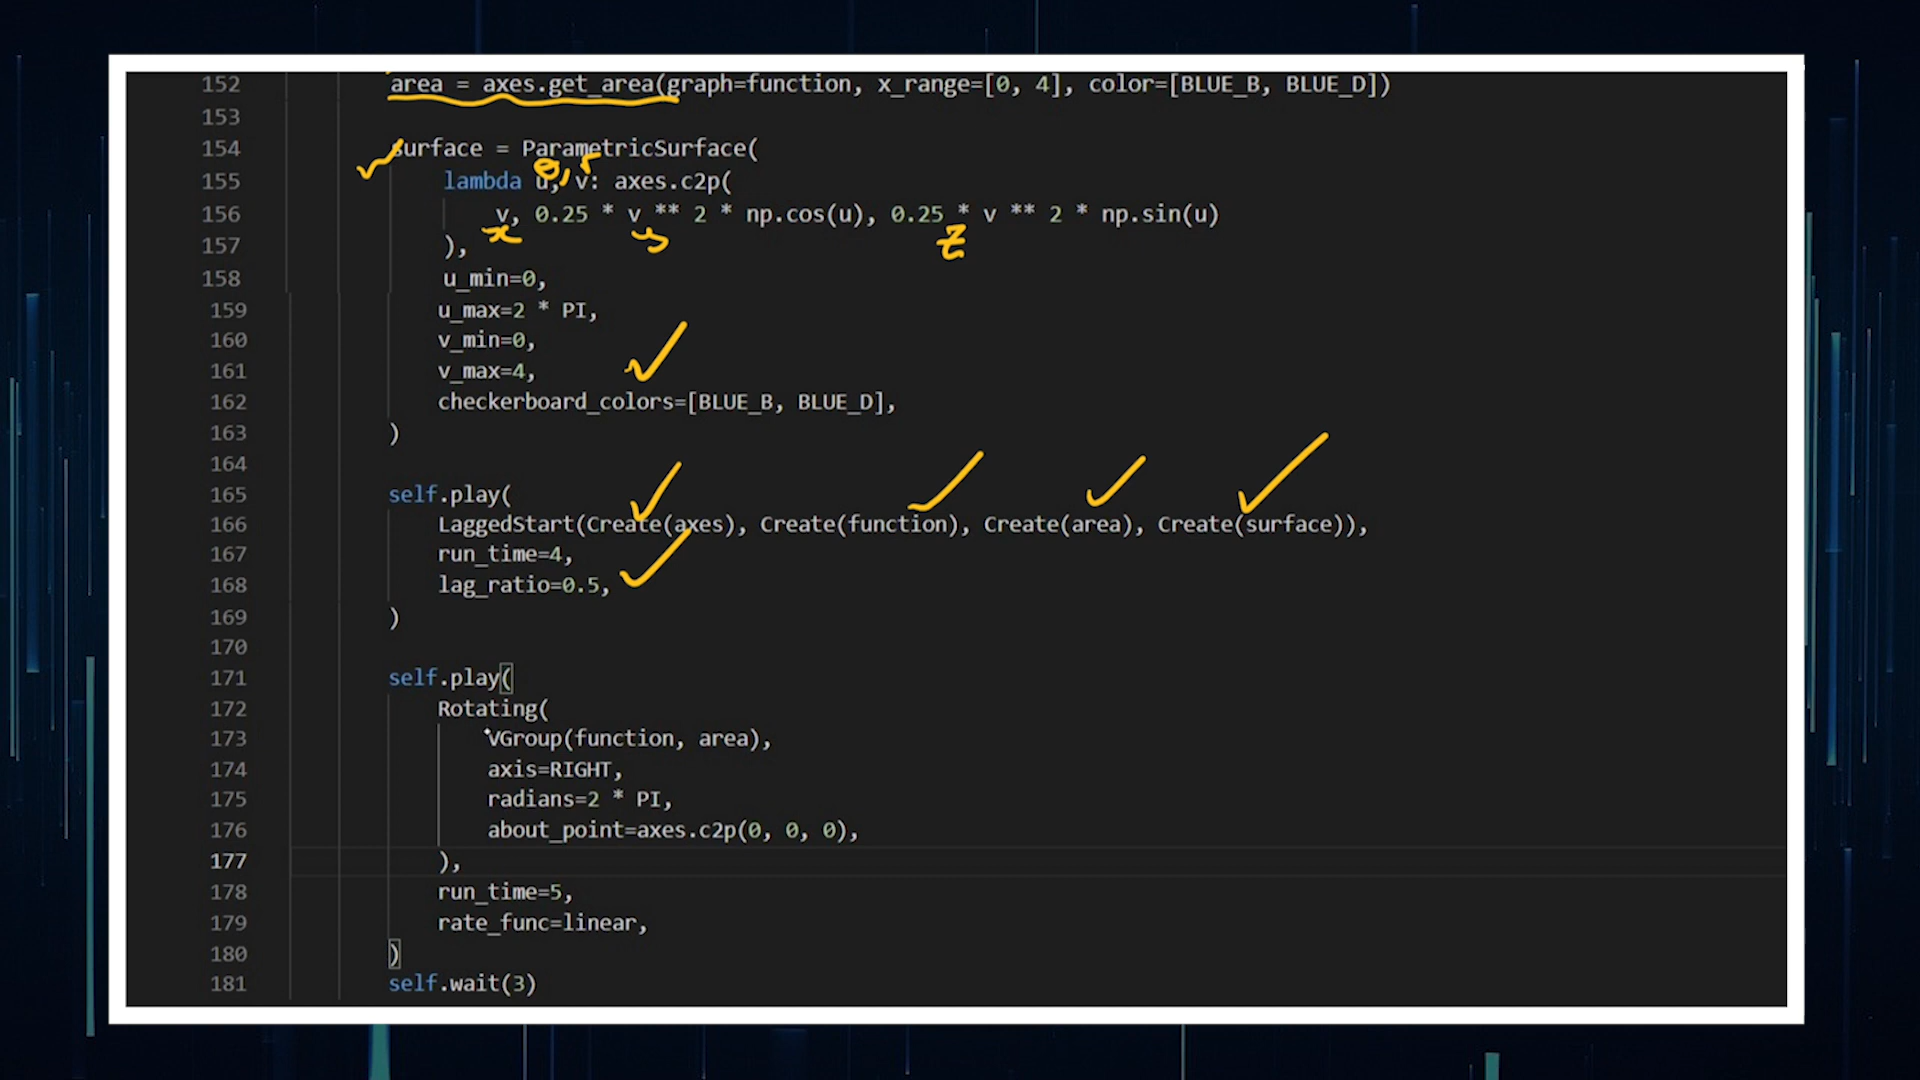 152 area = axes.get_area(graph=function, x_range=[0, 4], color=[BLUE_B, BLUE_D])
153
154 surface = ParametricSurface(
θ, r
155 lambda u, v: axes.c2p(
156 v, 0.25 * v ** 2 * np.cos(u), 0.25 * v ** 2 * np.sin(u)
x y z
157 ),
158 u_min=0,
159 u_max=2 * PI,
160 v_min=0,
161 v_max=4,
162 checkerboard_colors=[BLUE_B, BLUE_D],
163 )
164
165 self.play(
166 LaggedStart(Create(axes), Create(function), Create(area), Create(surface)),
167 run_time=4,
168 lag_ratio=0.5,
169 )
170
171 self.play(
172 Rotating(
173 VGroup(function, area),
174 axis=RIGHT,
175 radians=2 * PI,
176 about_point=axes.c2p(0, 0, 0),
177 ),
178 run_time=5,
179 rate_func=linear,
180 )
181 self.wait(3)